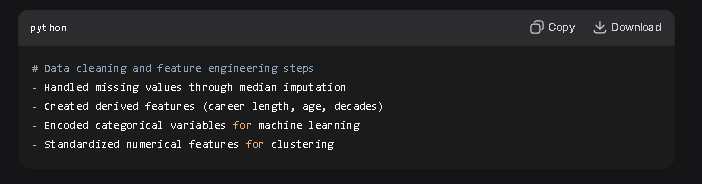 python
Copy
Download
# Data cleaning and feature engineering steps
- Handled missing values through median imputation
- Created derived features (career length, age, decades)
- Encoded categorical variables for machine learning
- Standardized numerical features for clustering